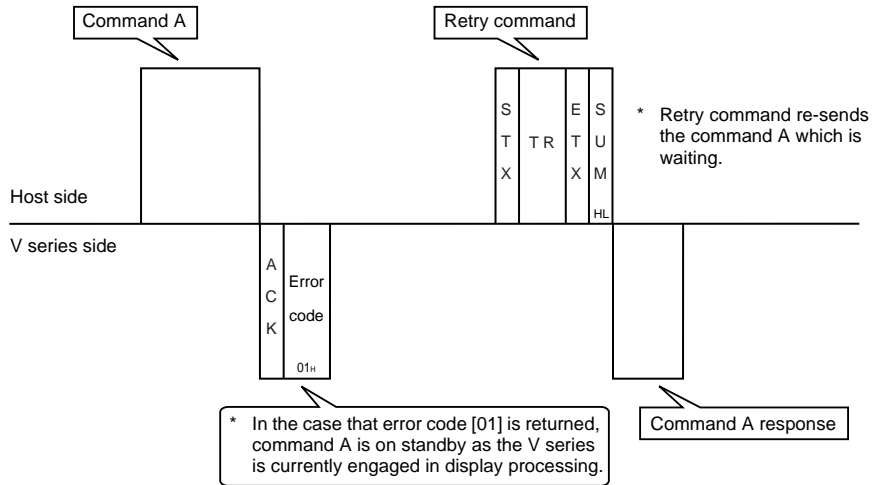 Command A
Retry command
S
T
X
T R
E
T
X
S
U
M
HL
* Retry command re-sends
the command A which is
waiting.
Host side
V series side
A
C
K
Error
code
01H
* In the case that error code [01] is returned,
command A is on standby as the V series
is currently engaged in display processing.
Command A response